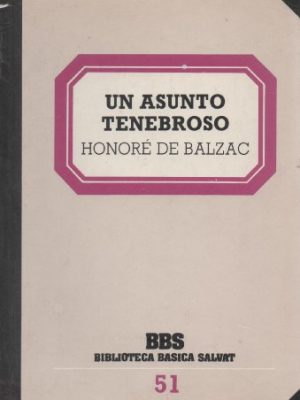 UN ASUNTO
TENEBROSO
HONORÉ DE BALZAC
BBS
BIBLIOTECA BASICA SALVAT
51